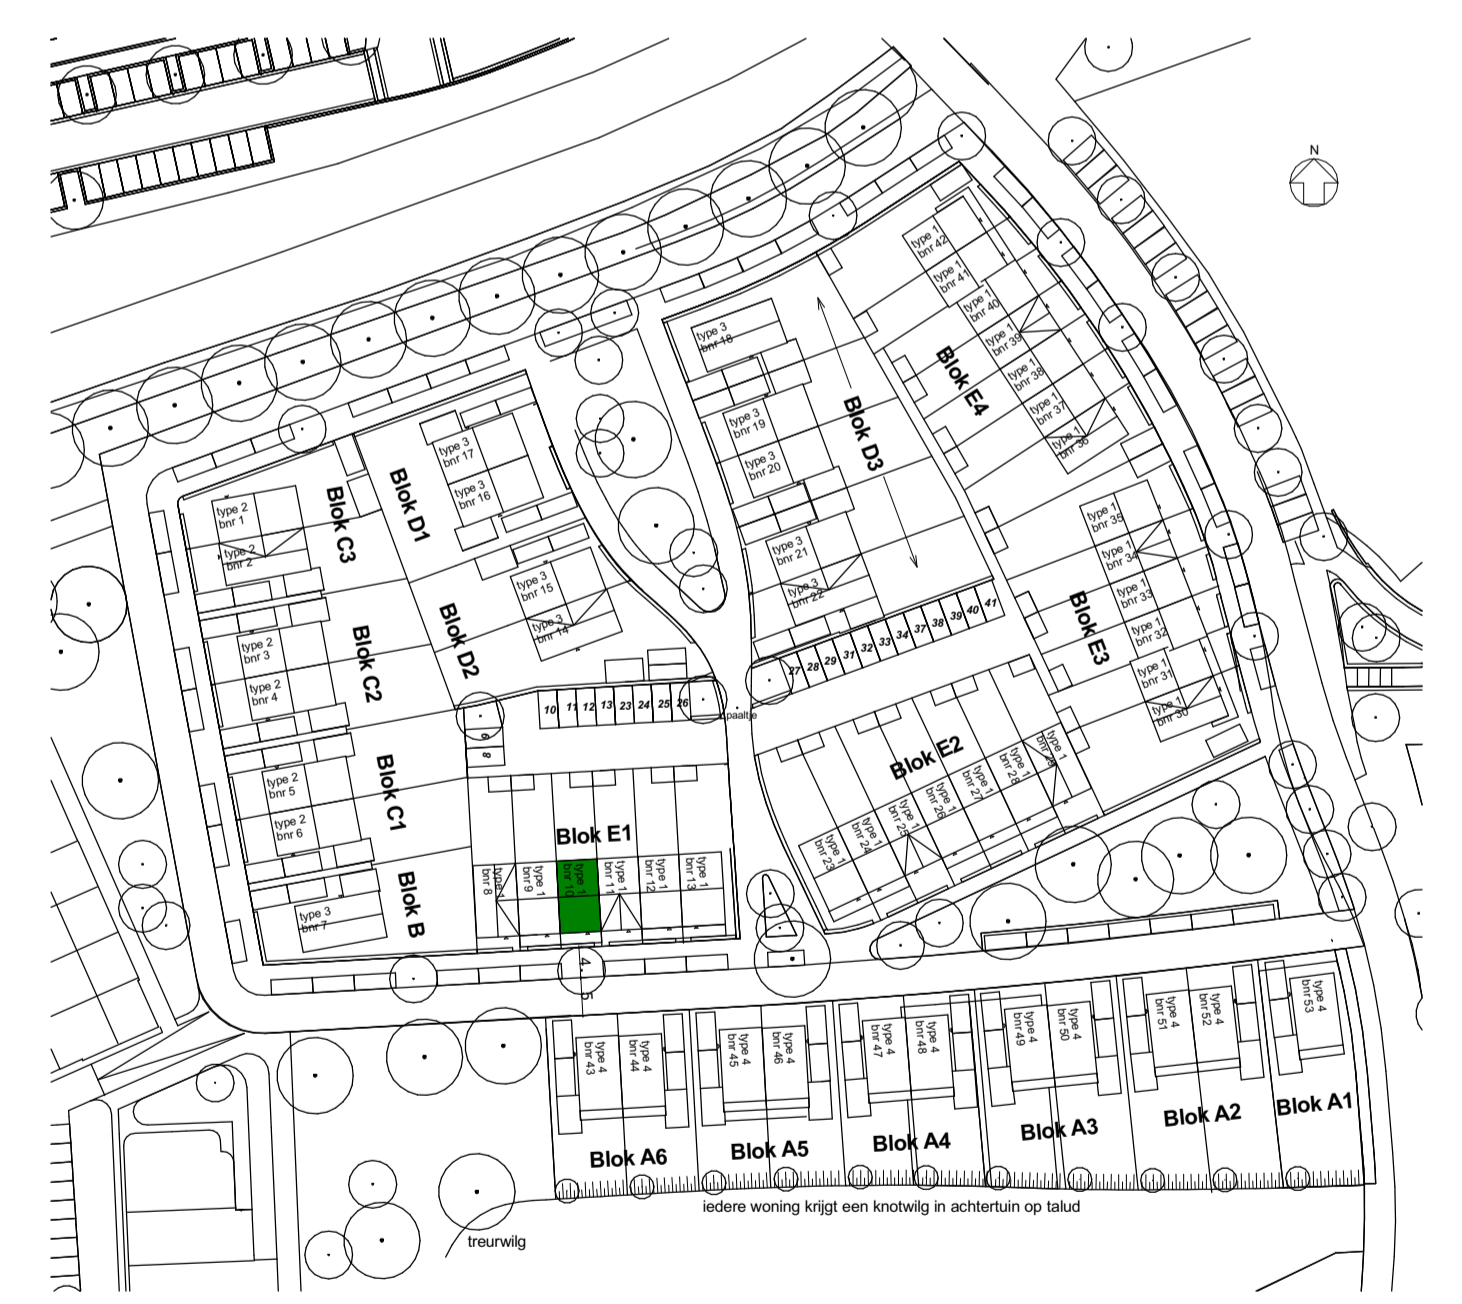 N
type 1
bnr 42
type 1
bnr 41
type 1
bnr 40
type 1
bnr 39
type 1
bnr 38
type 1
bnr 37
type 1
bnr 36
Blok E4
type 3
bnr 18
type 3
bnr 19
type 3
bnr 20
type 3
bnr 21
type 3
bnr 22
Blok D3
type 3
bnr 17
type 3
bnr 16
Blok D1
type 3
bnr 15
type 3
bnr 14
Blok D2
type 2
bnr 1
type 2
bnr 2
Blok C3
type 2
bnr 3
type 2
bnr 4
Blok C2
type 2
bnr 5
type 2
bnr 6
Blok C1
type 3
bnr 7
Blok B
type 1
bnr 35
type 1
bnr 34
type 1
bnr 33
type 1
bnr 32
type 1
bnr 31
type 1
bnr 30
Blok E3
27 28 29 31 32 33 34 37 38 39 40 41
10 11 12 13 23 24 25 26
paaltje
9
8
Blok E2
type 1
bnr 23
type 1
bnr 24
type 1
bnr 25
type 1
bnr 26
type 1
bnr 27
type 1
bnr 28
type 1
bnr 29
Blok E1
type 1
bnr 8
type 1
bnr 9
type 1
bnr 10
type 1
bnr 11
type 1
bnr 12
type 1
bnr 13
type 4
bnr 43
type 4
bnr 44
type 4
bnr 45
type 4
bnr 46
type 4
bnr 47
type 4
bnr 48
type 4
bnr 49
type 4
bnr 50
type 4
bnr 51
type 4
bnr 52
type 4
bnr 53
Blok A6
Blok A5
Blok A4
Blok A3
Blok A2
Blok A1
iedere woning krijgt een knotwilg in achtertuin op talud
treurwilg